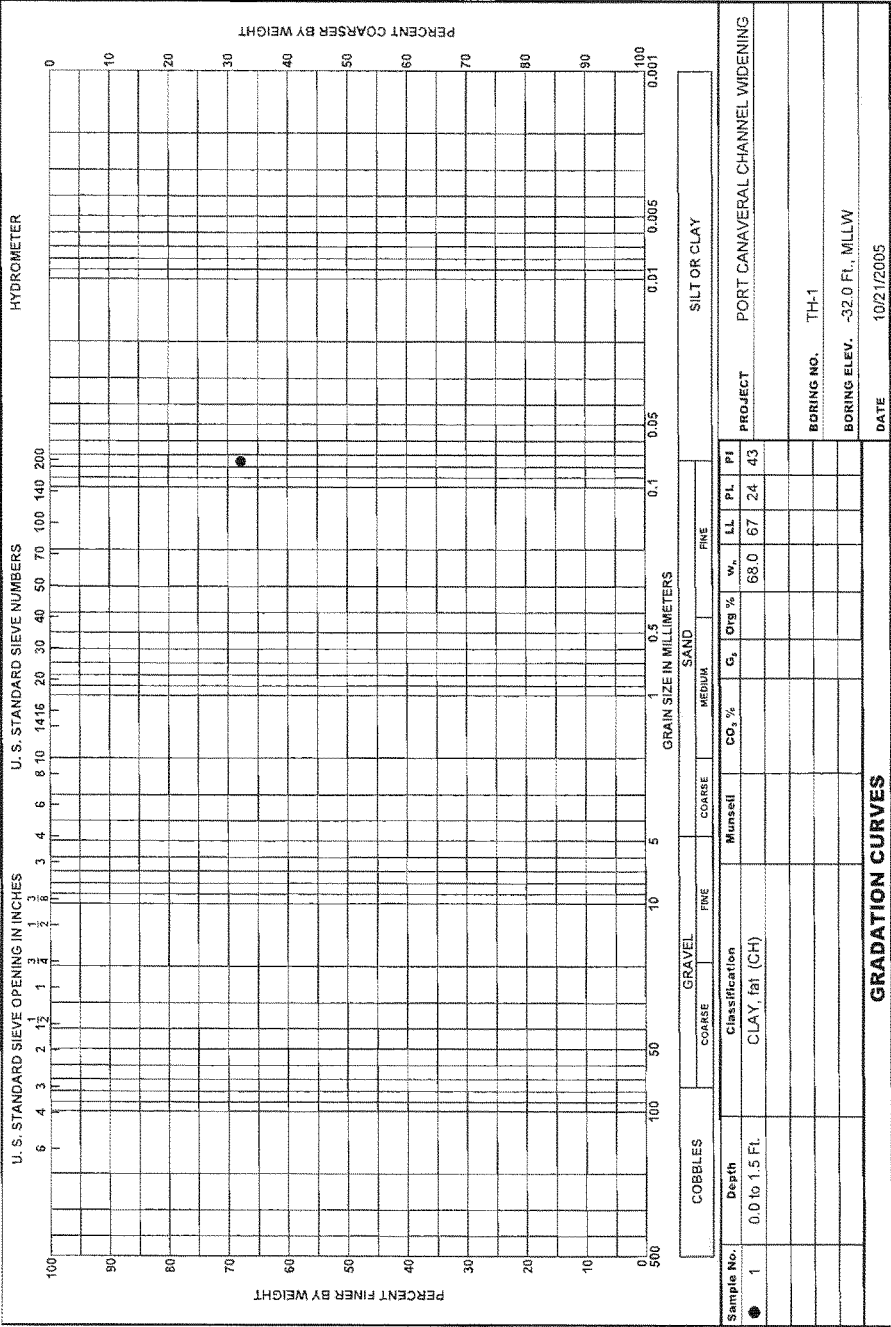 U. S. STANDARD SIEVE OPENING IN INCHES U. S. STANDARD SIEVE NUMBERS HYDROMETER
6 4 3 2 1 1/2 1 3/4 1/2 3/8 3 4 6 8 10 14 16 20 30 40 50 70 100 140 200
PERCENT FINER BY WEIGHT
100
90
80
70
60
50
40
30
20
10
0
PERCENT COARSER BY WEIGHT
0
10
20
30
40
50
60
70
80
90
100
500 100 50 10 5 1 0.5 0.1 0.05 0.01 0.005 0.001
GRAIN SIZE IN MILLIMETERS
COBBLES GRAVEL SAND SILT OR CLAY
COARSE FINE COARSE MEDIUM FINE
Sample No. Depth Classification Munsell CO₃ % Gₛ Org % wₙ LL PL PI
1 0.0 to 1.5 Ft. CLAY, fat (CH) 68.0 67 24 43
PROJECT PORT CANAVERAL CHANNEL WIDENING
BORING NO. TH-1
BORING ELEV. -32.0 Ft., MLLW
GRADATION CURVES
DATE 10/21/2005